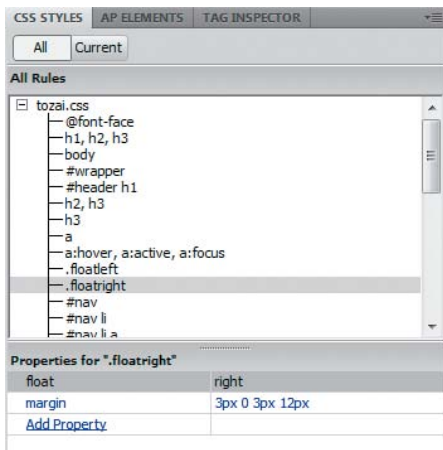 CSS STYLES AP ELEMENTS TAG INSPECTOR
All Current
All Rules
tozai.css
@font-face
h1, h2, h3
body
#wrapper
#header h1
h2, h3
h3
a
a:hover, a:active, a:focus
.floatleft
.floatright
#nav
#nav li
#nav li a
Properties for ".floatright"
float right
margin 3px 0 3px 12px
Add Property